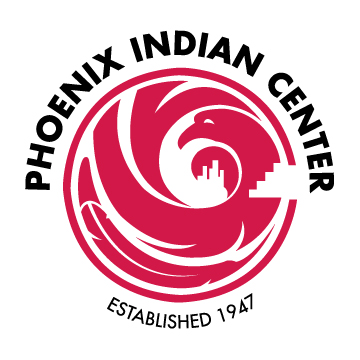 PHOENIX INDIAN CENTER
ESTABLISHED 1947